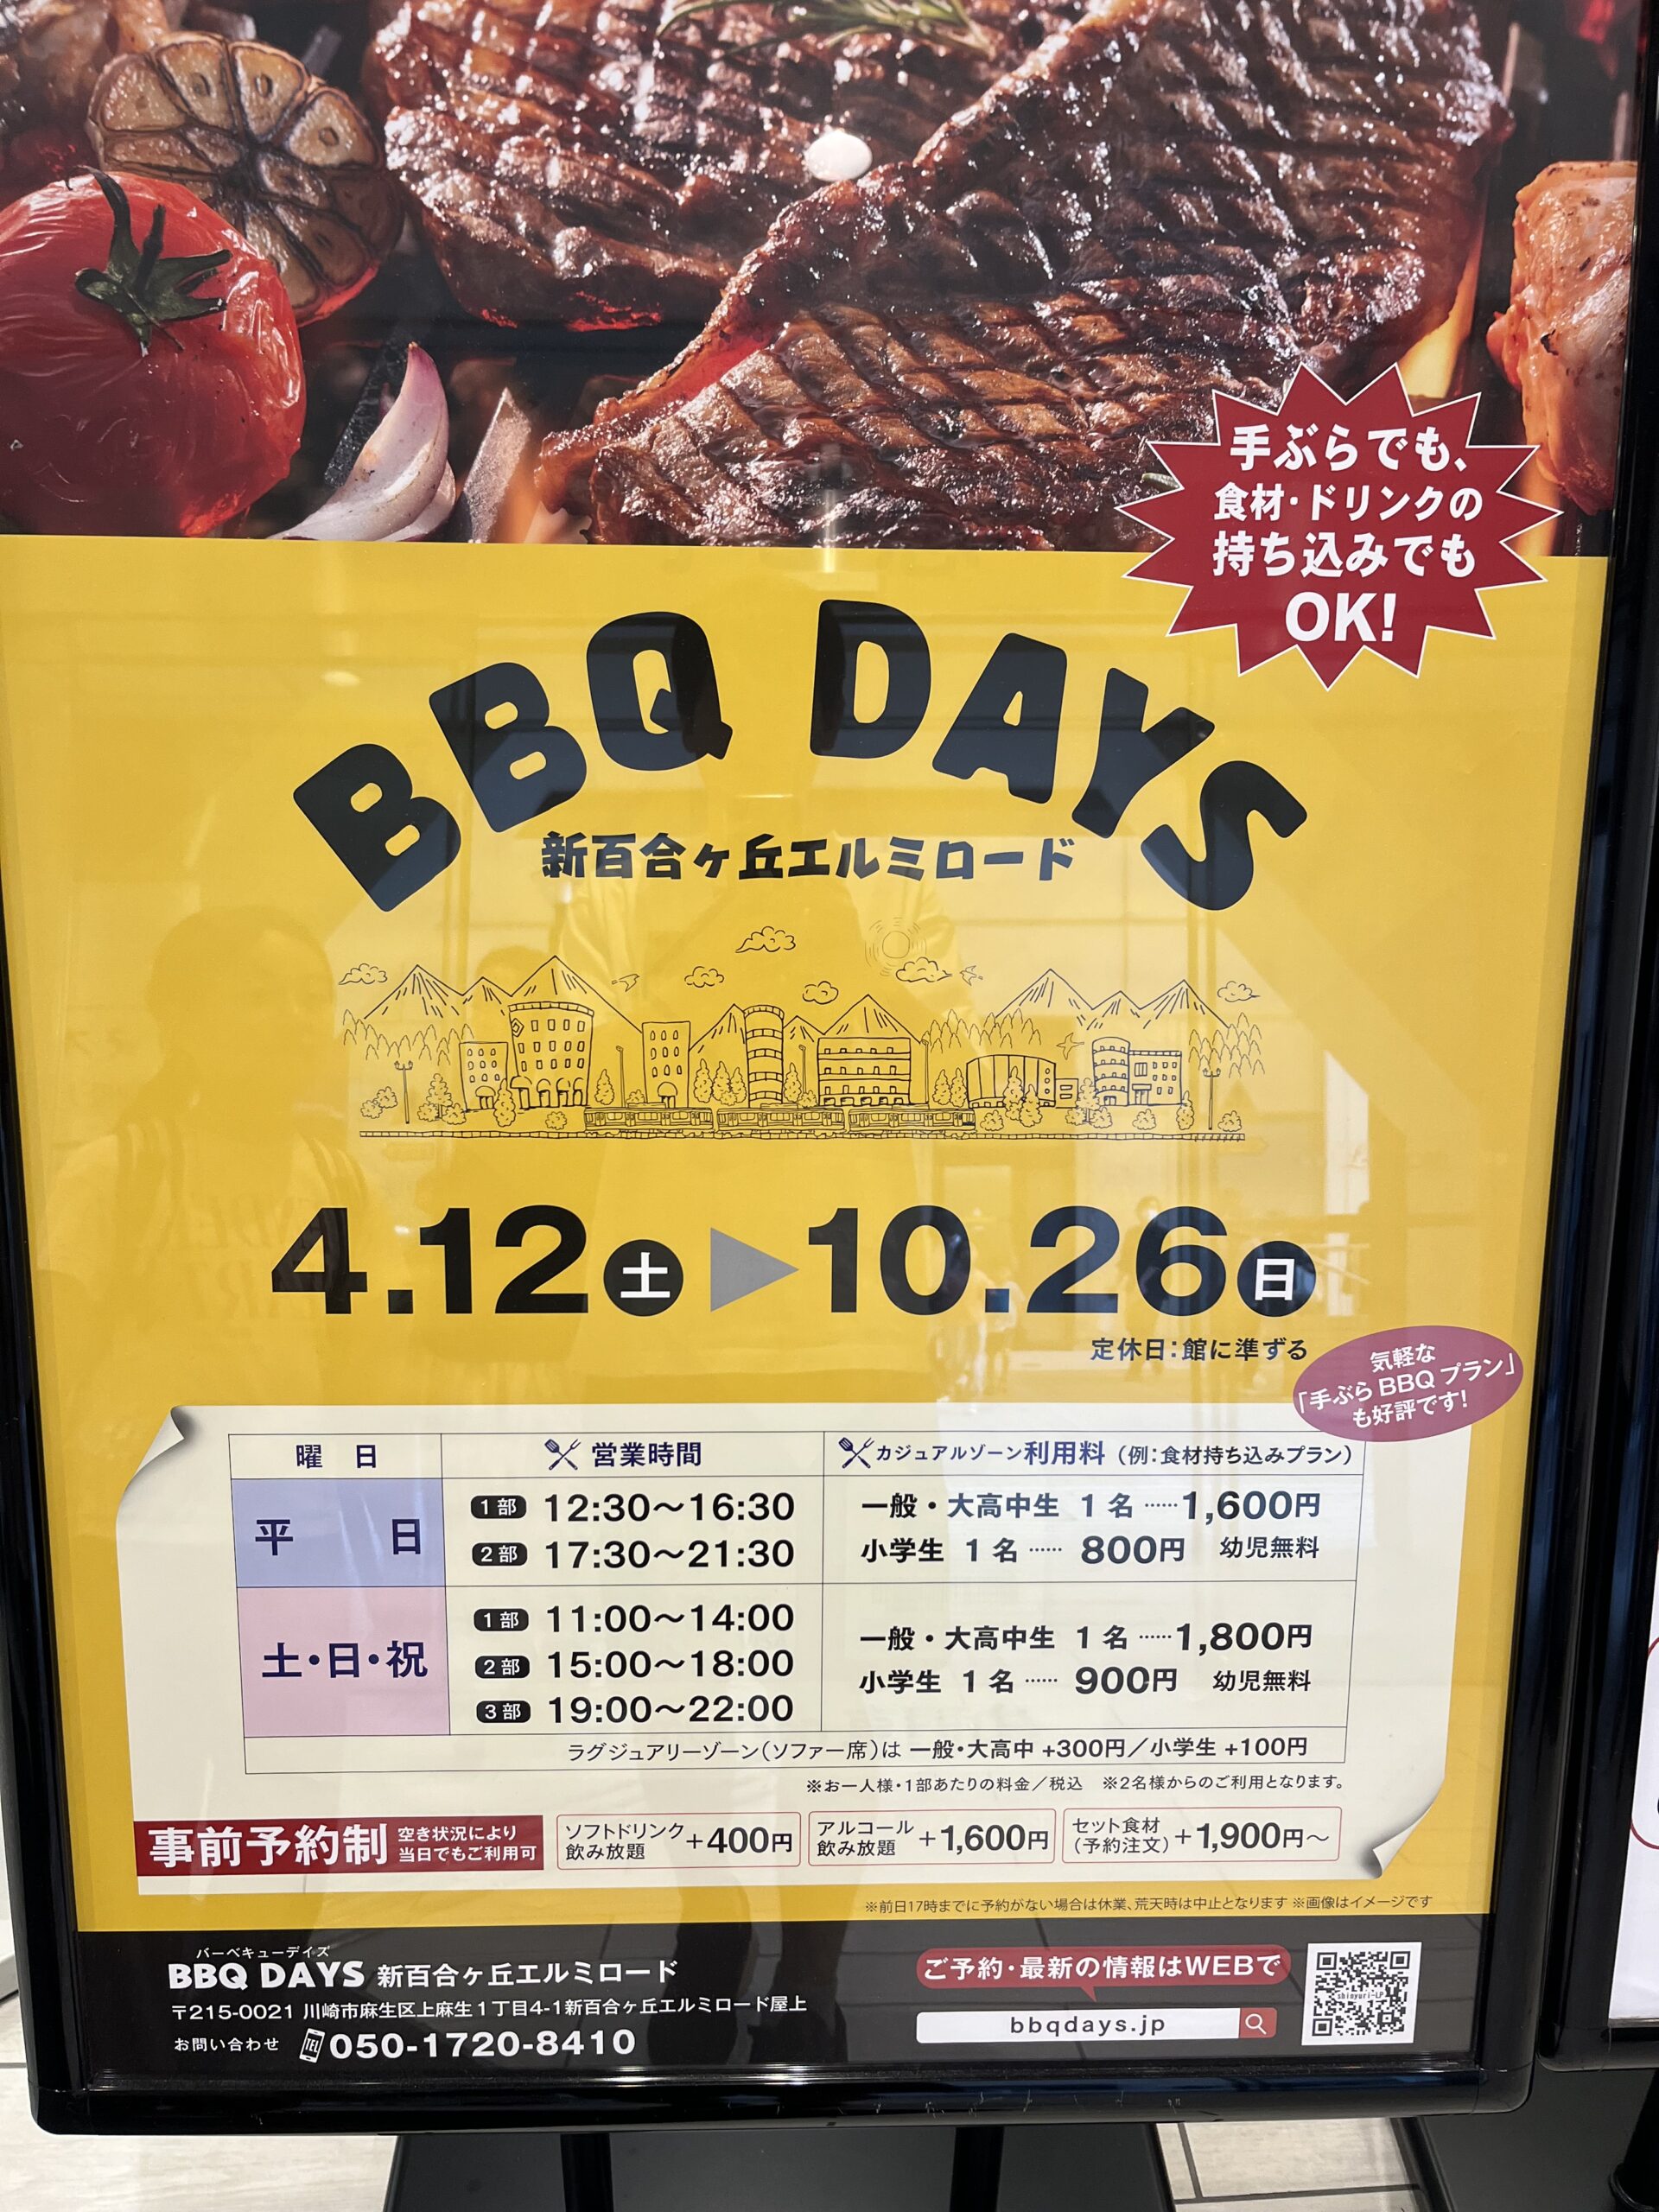 手ぶらでも、
食材・ドリンクの
持ち込みでも
OK!
BBQ DAYS
新百合ヶ丘エルミロード
4.12土▶10.26日
定休日:館に準ずる
気軽な
「手ぶらBBQプラン」
も好評です!
曜 日 営業時間 カジュアルゾーン利用料(例:食材持ち込みプラン)
平 日
1部 12:30〜16:30
2部 17:30〜21:30
一般・大高中生 1名……1,600円
小学生 1名…… 800円 幼児無料
土・日・祝
1部 11:00〜14:00
2部 15:00〜18:00
3部 19:00〜22:00
一般・大高中生 1名……1,800円
小学生 1名…… 900円 幼児無料
ラグジュアリーゾーン(ソファー席)は 一般・大高中 +300円/小学生 +100円
※お一人様・1部あたりの料金/税込 ※2名様からのご利用となります。
事前予約制
空き状況により
当日でもご利用可
ソフトドリンク
飲み放題
+400円
アルコール
飲み放題
+1,600円
セット食材
(予約注文)
+1,900円〜
※前日17時までに予約がない場合は休業、荒天時は中止となります ※画像はイメージです
バーベキューデイズ
BBQ DAYS 新百合ヶ丘エルミロード
〒215-0021 川崎市麻生区上麻生1丁目4-1新百合ヶ丘エルミロード屋上
お問い合わせ TEL 050-1720-8410
ご予約・最新の情報はWEBで
bbqdays.jp
shinyuri-LP